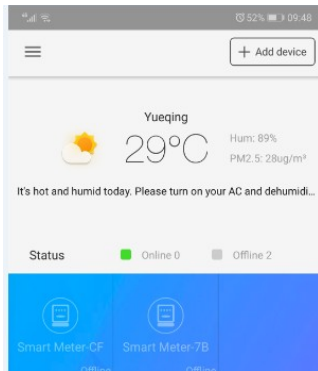 52% 09:48
+ Add device
Yueqing
29°C
Hum: 89%
PM2.5: 28ug/m³
It's hot and humid today. Please turn on your AC and dehumidi...
Status Online 0 Offline 2
Smart Meter-CF Smart Meter-7B
Offline Offline